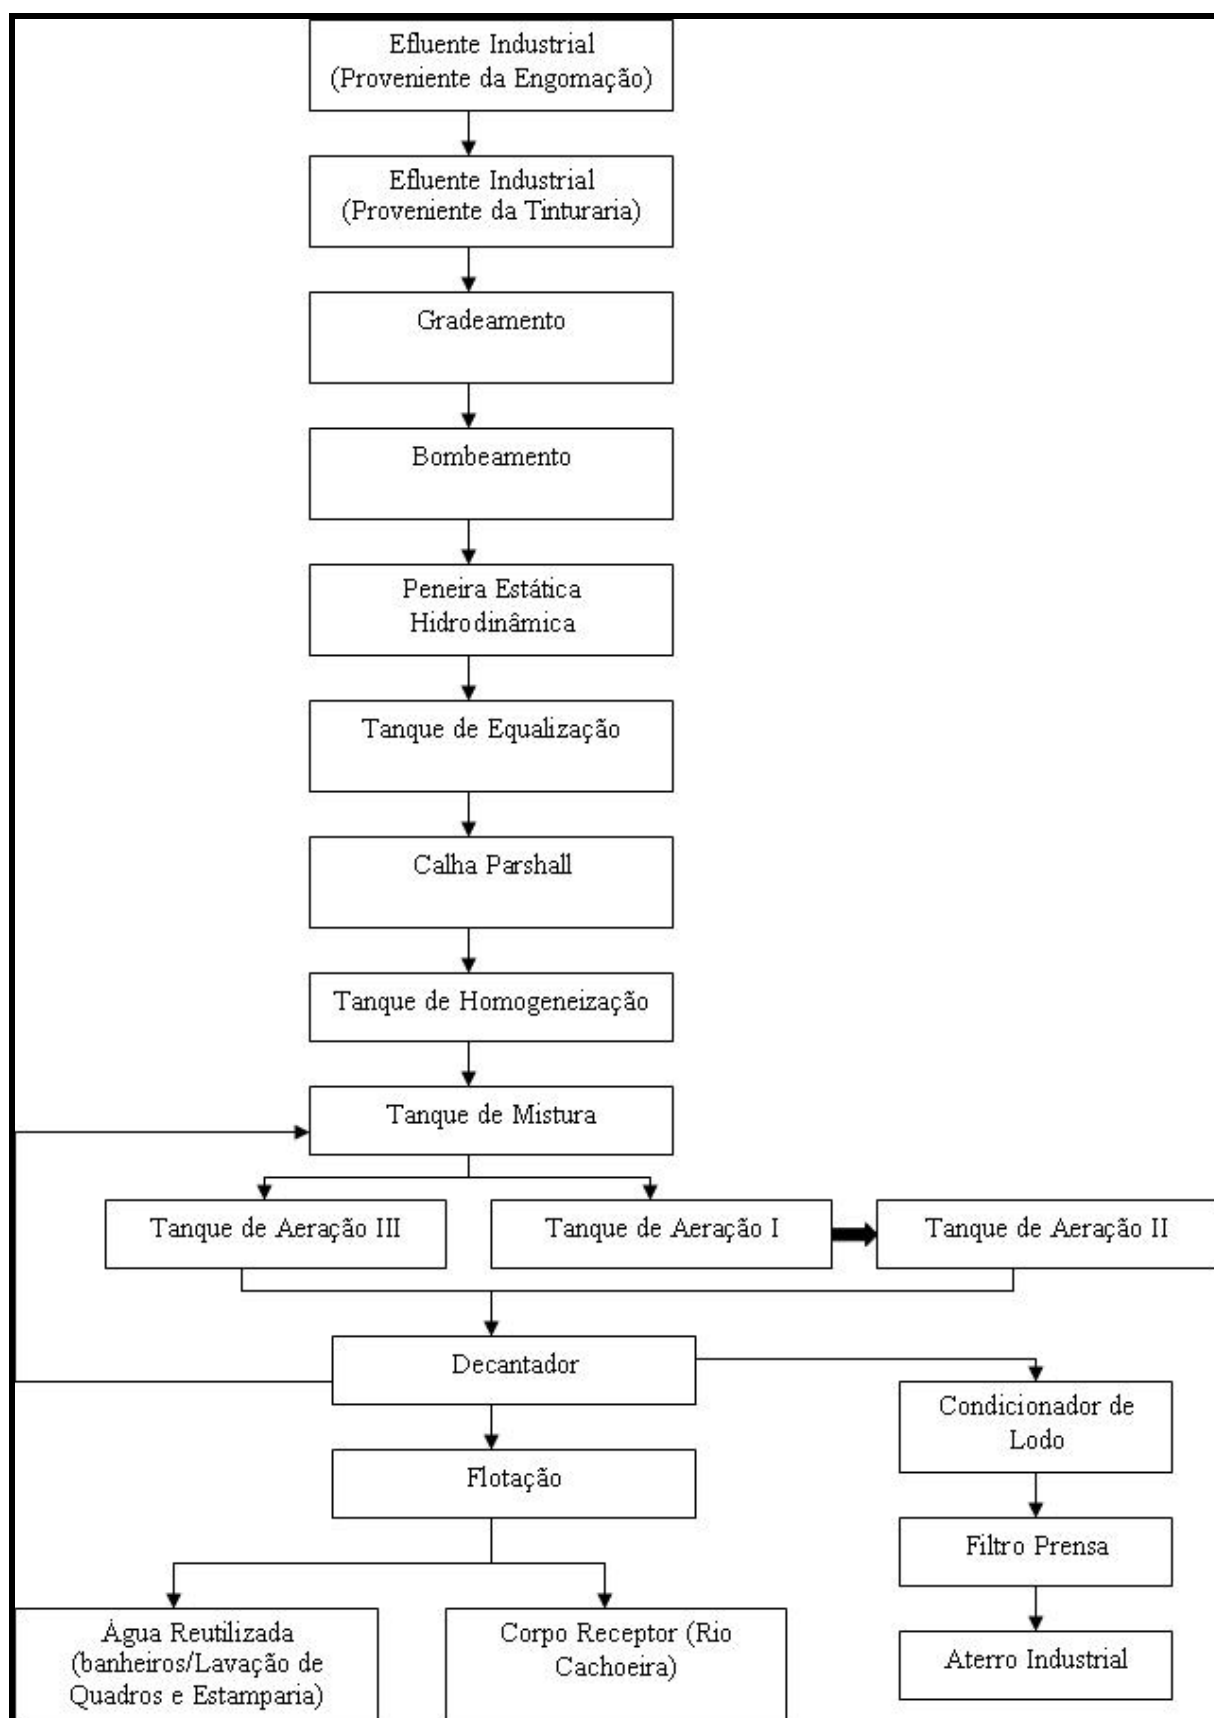 Efluente Industrial
(Proveniente da Engomação)
Efluente Industrial
(Proveniente da Tinturaria)
Gradeamento
Bombeamento
Peneira Estática
Hidrodinâmica
Tanque de Equalização
Calha Parshall
Tanque de Homogeneização
Tanque de Mistura
Tanque de Aeração III
Tanque de Aeração I
Tanque de Aeração II
Decantador
Condicionador de
Lodo
Flotação
Filtro Prensa
Água Reutilizada
(banheiros/Lavação de
Quadros e Estamparia)
Corpo Receptor (Rio
Cachoeira)
Aterro Industrial